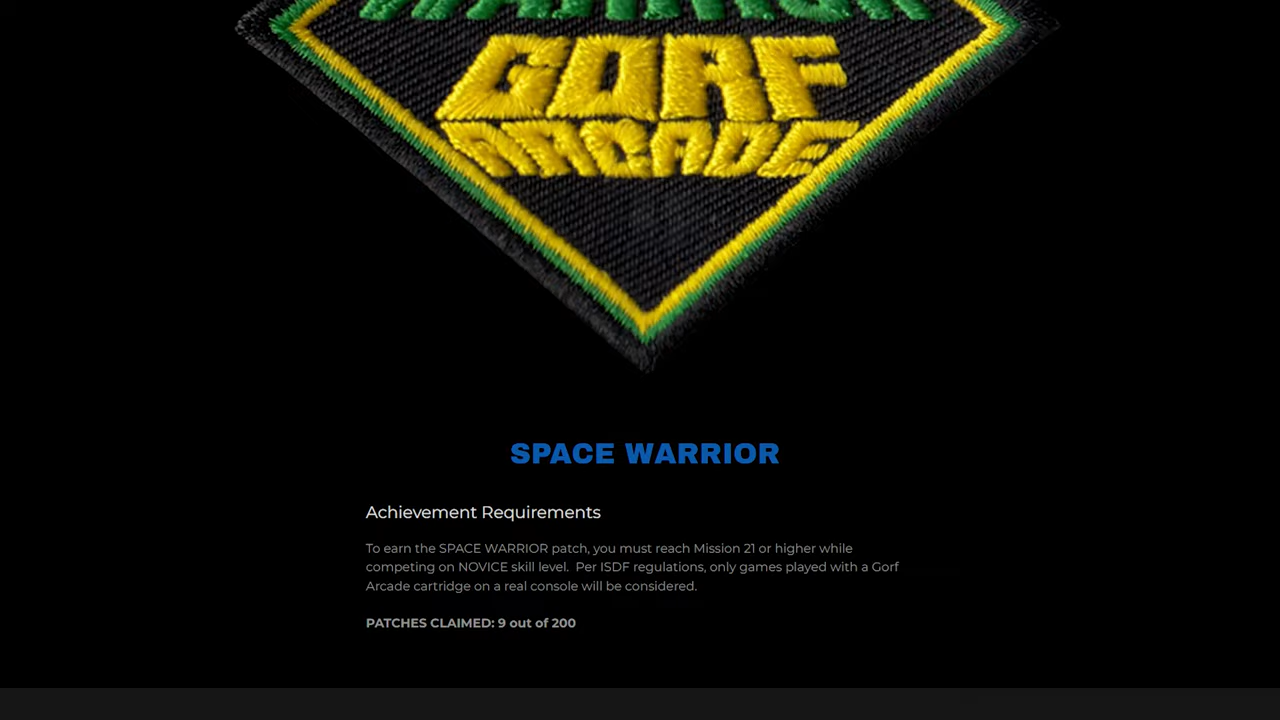 GORF
ARCADE
SPACE WARRIOR
Achievement Requirements
To earn the SPACE WARRIOR patch, you must reach Mission 21 or higher while
competing on NOVICE skill level.  Per ISDF regulations, only games played with a Gorf
Arcade cartridge on a real console will be considered.
PATCHES CLAIMED: 9 out of 200